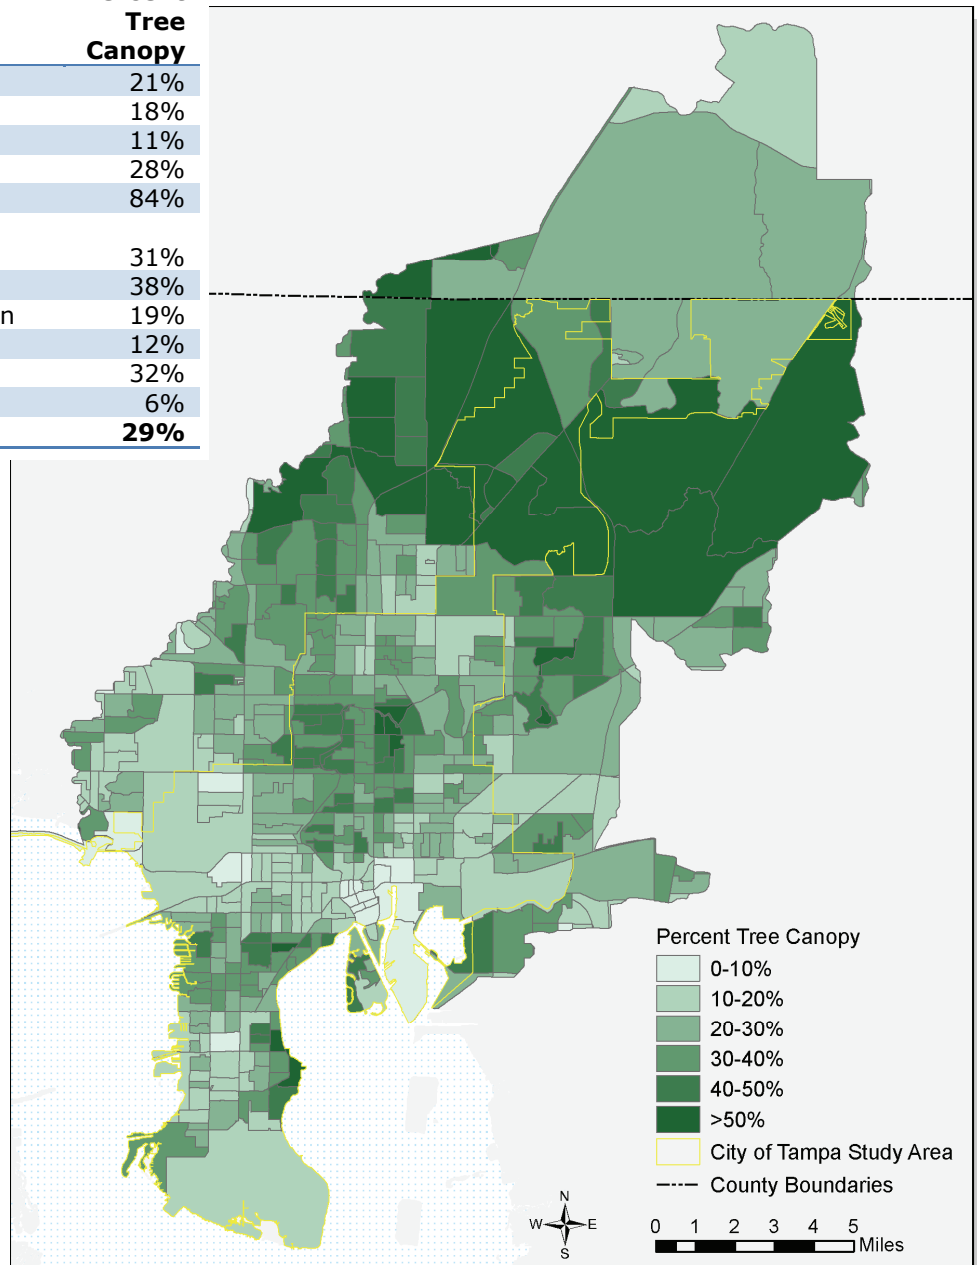 Tree
Canopy
21%
18%
11%
28%
84%
31%
38%
n 19%
12%
32%
6%
29%
Percent Tree Canopy
0-10%
10-20%
20-30%
30-40%
40-50%
>50%
City of Tampa Study Area
County Boundaries
N
W E
S
0 1 2 3 4 5
Miles